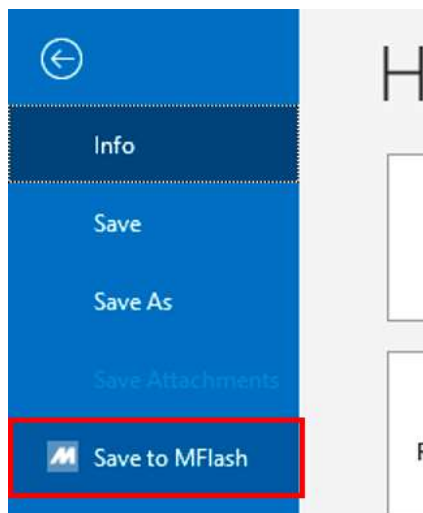 Info
Save
Save As
Save Attachments
Save to MFlash